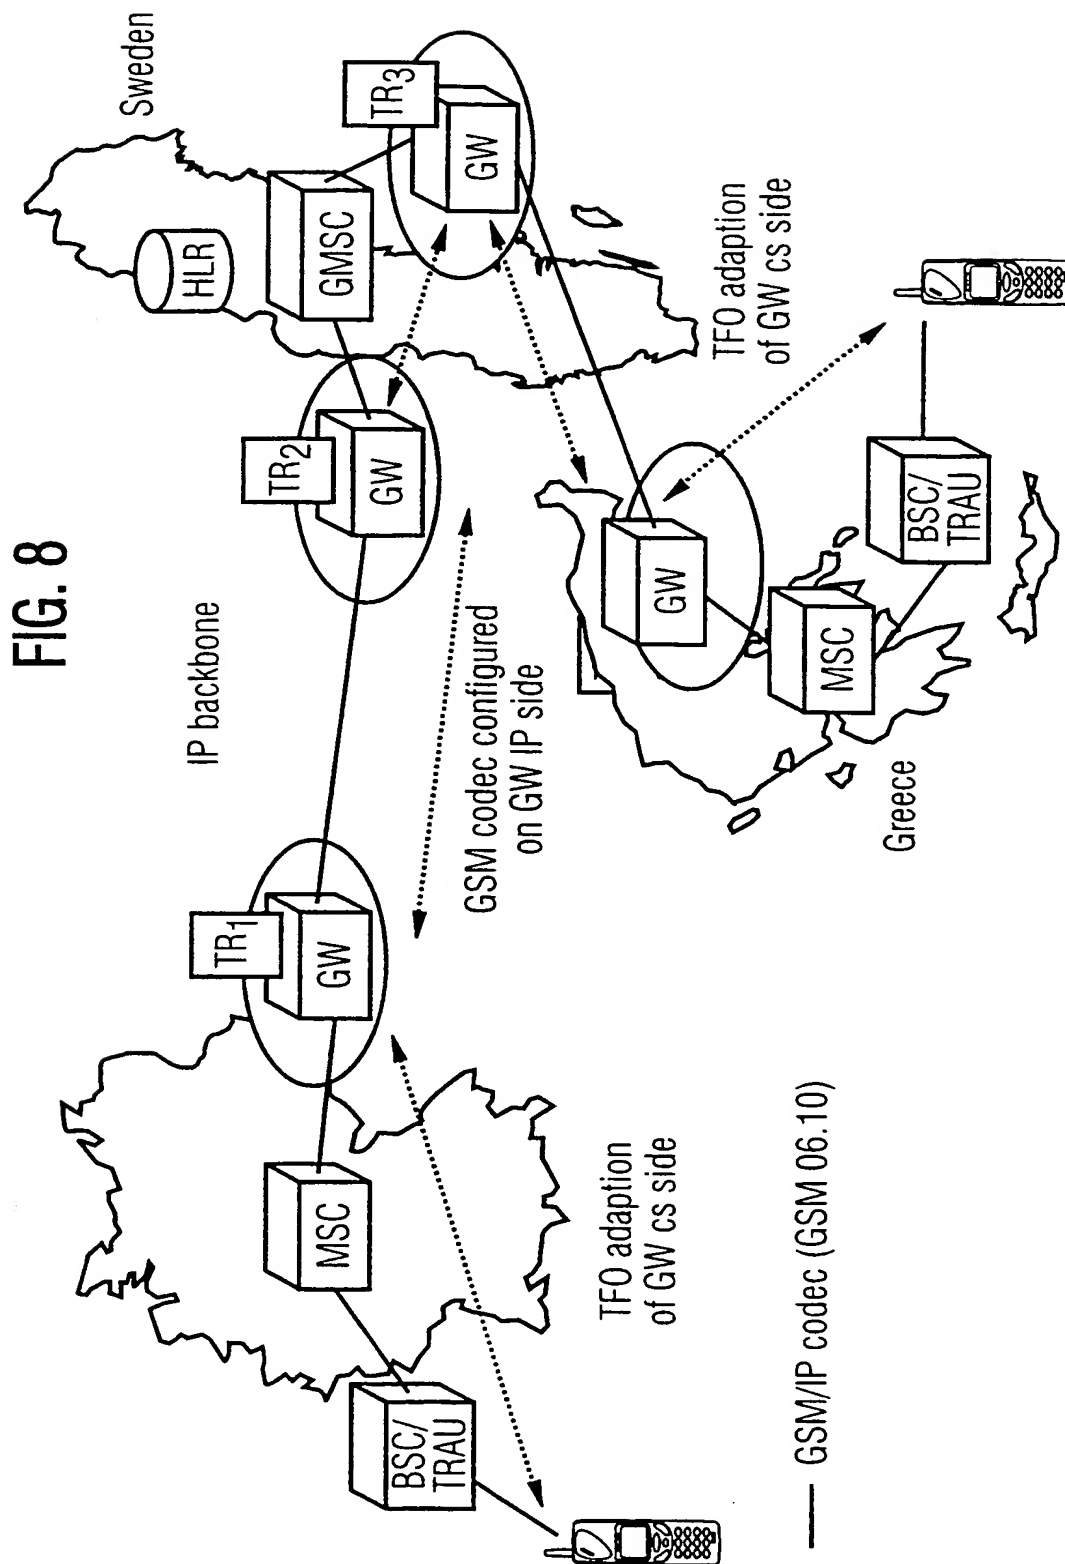 FIG. 8
Sweden
HLR
GMSC
TR3
GW
TR2
GW
IP backbone
TR1
GW
MSC
BSC/
TRAU
GSM codec configured
on GW IP side
TFO adaption
of GW cs side
TFO adaption
of GW cs side
GW
MSC
BSC/
TRAU
Greece
GSM/IP codec (GSM 06.10)